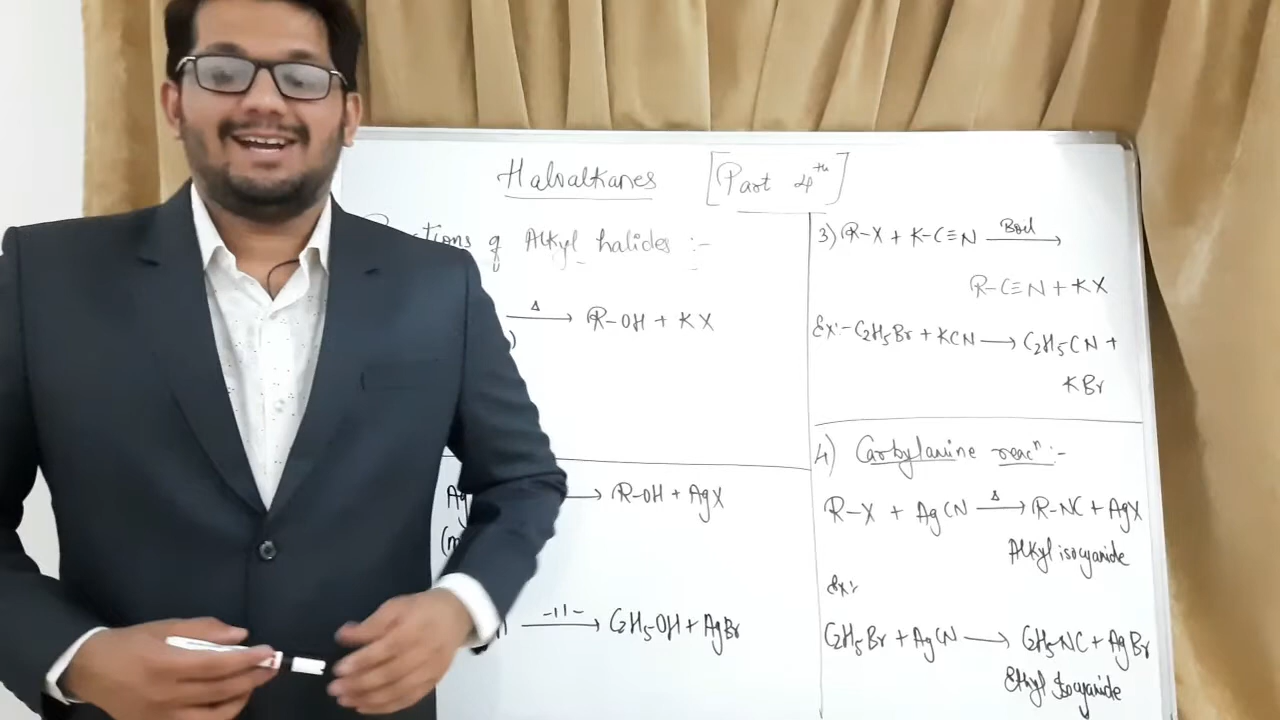 Haloalkanes [Part 4th]
of Alkyl halides :-
Δ → R-OH + KX
Ag → R-OH + AgX
-11- → C2H5OH + AgBr
3) R-X + K-C≡N Boil →
R-C≡N + KX
Ex:- C2H5Br + KCN → C2H5CN +
KBr
4) Carbylamine reacn :-
R-X + AgCN Δ → R-NC + AgX
Alkyl isocyanide
Ex:
C2H5Br + AgCN → C2H5NC + AgBr
Ethyl Isocyanide